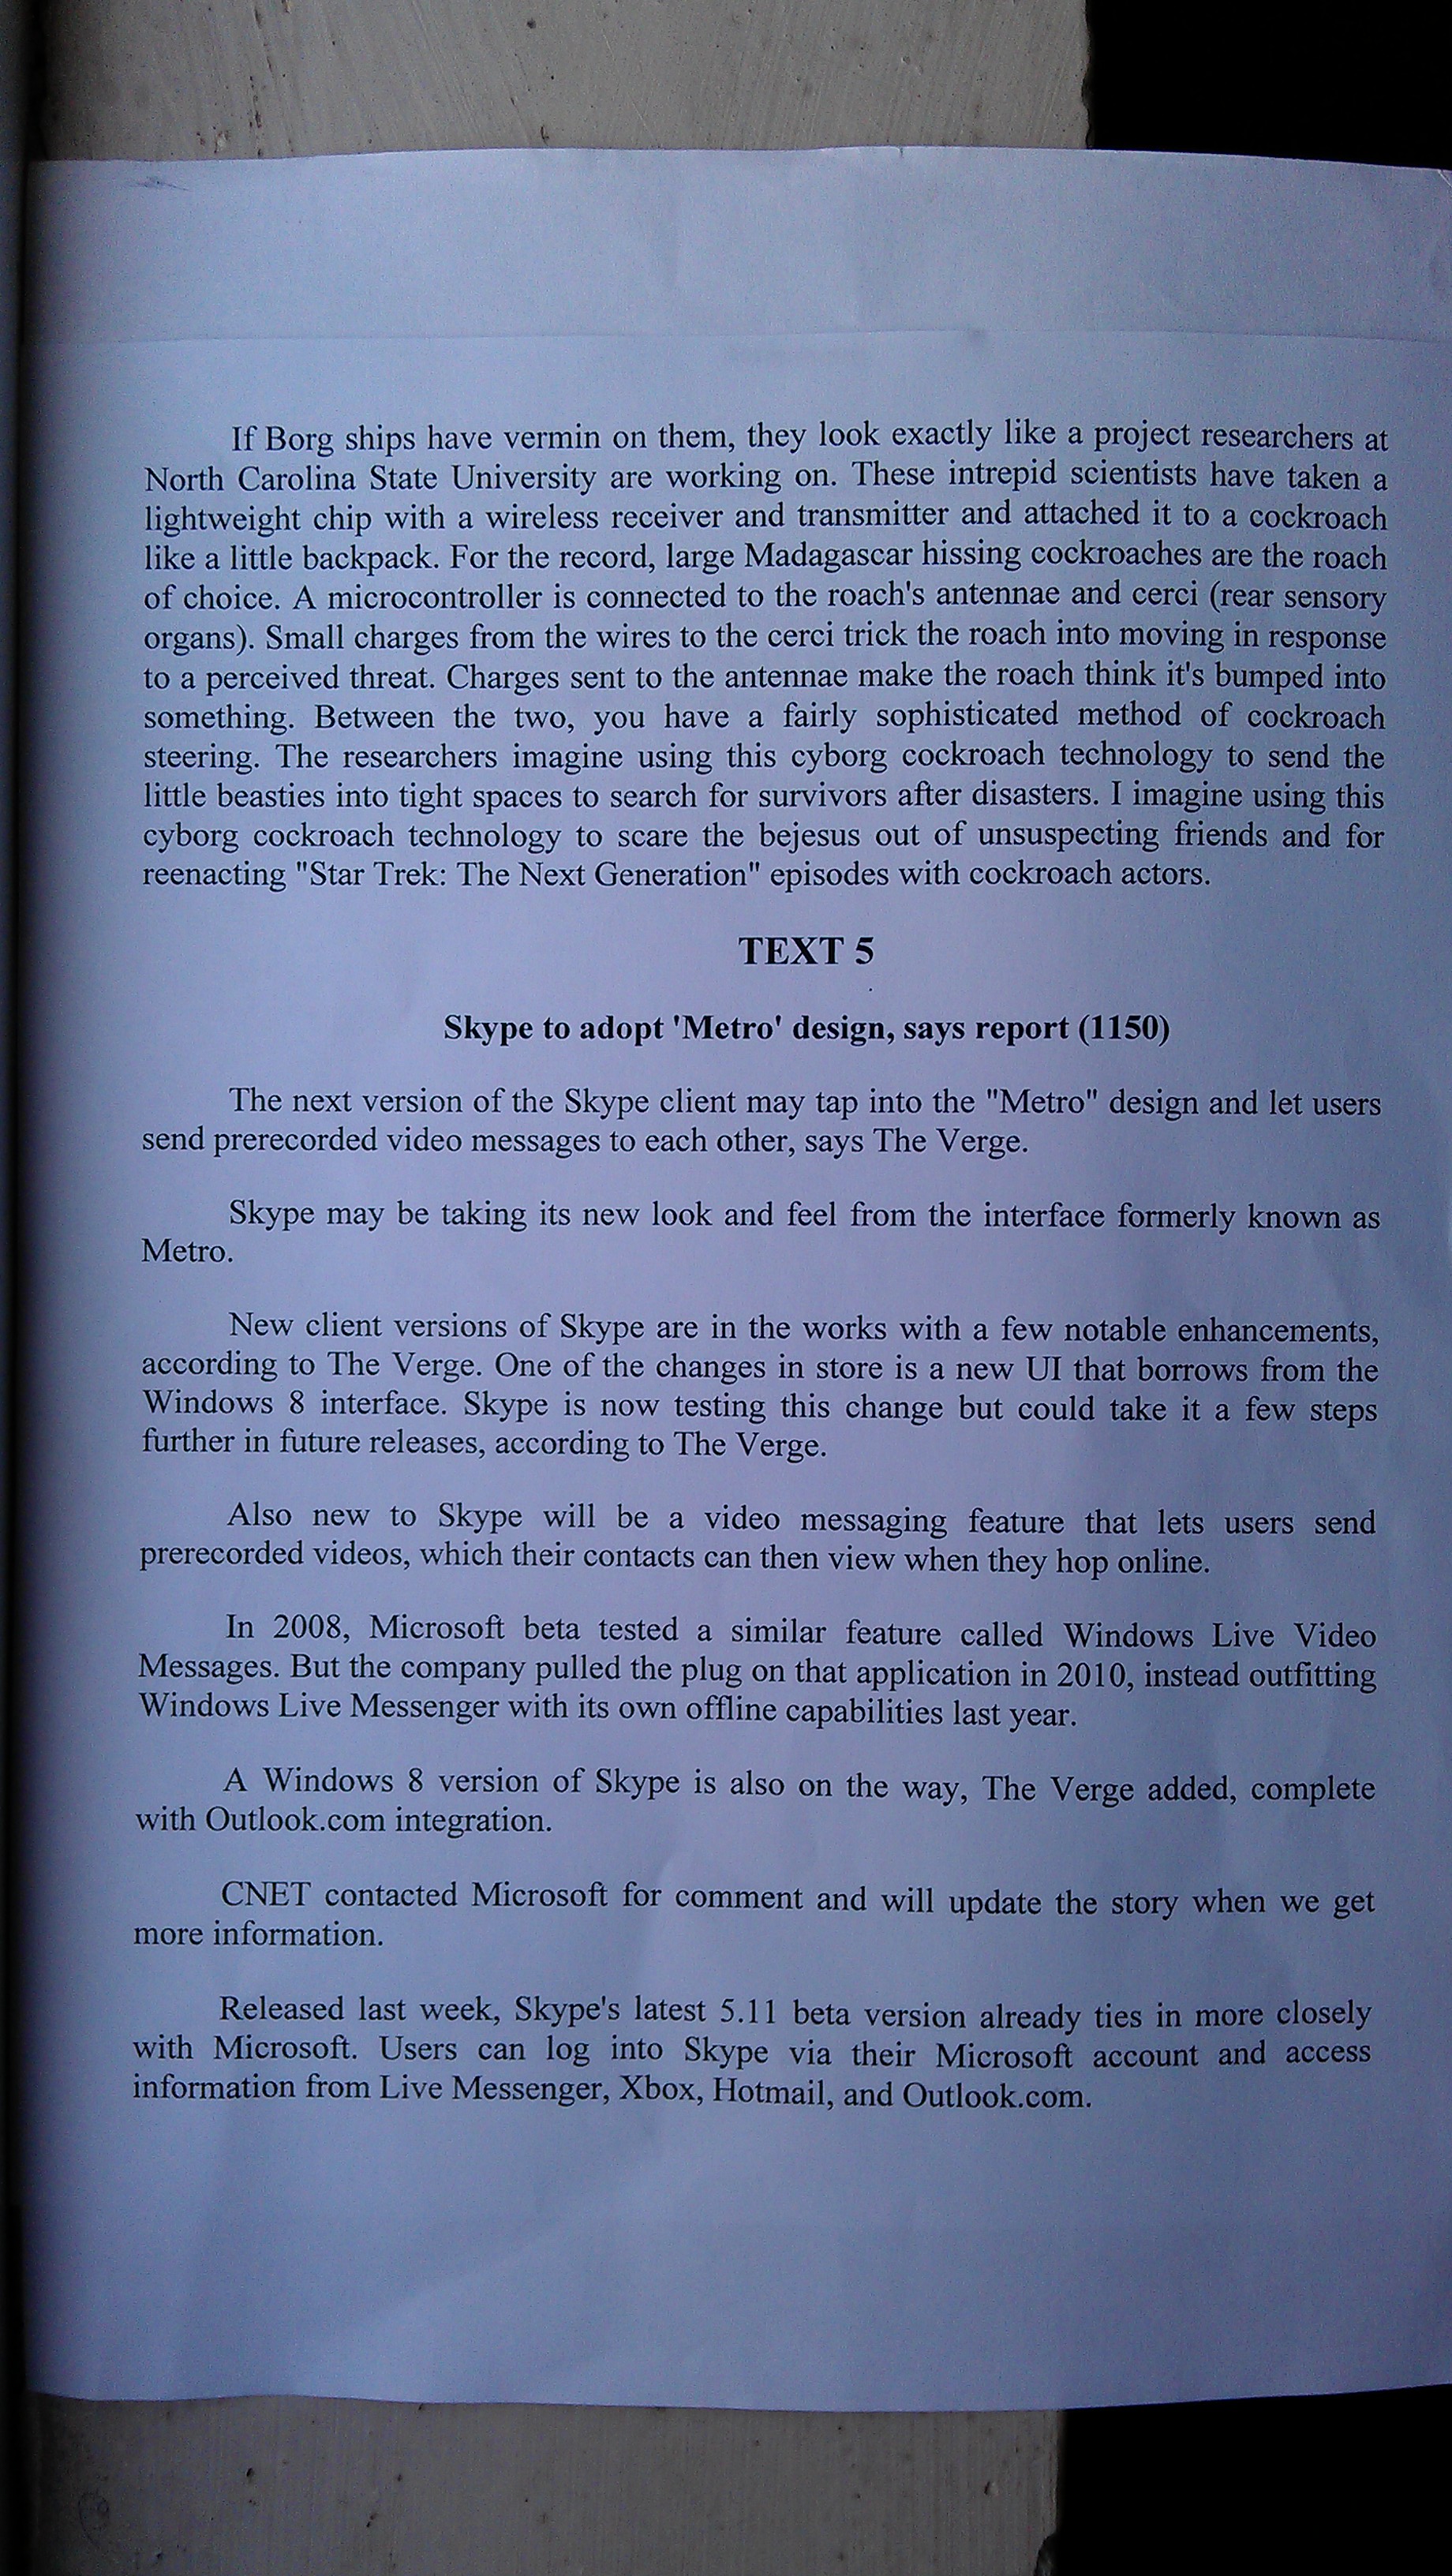 If Borg ships have vermin on them, they look exactly like a project researchers at
North Carolina State University are working on. These intrepid scientists have taken a
lightweight chip with a wireless receiver and transmitter and attached it to a cockroach
like a little backpack. For the record, large Madagascar hissing cockroaches are the roach
of choice. A microcontroller is connected to the roach's antennae and cerci (rear sensory
organs). Small charges from the wires to the cerci trick the roach into moving in response
to a perceived threat. Charges sent to the antennae make the roach think it's bumped into
something. Between the two, you have a fairly sophisticated method of cockroach
steering. The researchers imagine using this cyborg cockroach technology to send the
little beasties into tight spaces to search for survivors after disasters. I imagine using this
cyborg cockroach technology to scare the bejesus out of unsuspecting friends and for
reenacting "Star Trek: The Next Generation" episodes with cockroach actors.
TEXT 5
Skype to adopt 'Metro' design, says report (1150)
The next version of the Skype client may tap into the "Metro" design and let users
send prerecorded video messages to each other, says The Verge.
Skype may be taking its new look and feel from the interface formerly known as
Metro.
New client versions of Skype are in the works with a few notable enhancements,
according to The Verge. One of the changes in store is a new UI that borrows from the
Windows 8 interface. Skype is now testing this change but could take it a few steps
further in future releases, according to The Verge.
Also new to Skype will be a video messaging feature that lets users send
prerecorded videos, which their contacts can then view when they hop online.
In 2008, Microsoft beta tested a similar feature called Windows Live Video
Messages. But the company pulled the plug on that application in 2010, instead outfitting
Windows Live Messenger with its own offline capabilities last year.
A Windows 8 version of Skype is also on the way, The Verge added, complete
with Outlook.com integration.
CNET contacted Microsoft for comment and will update the story when we get
more information.
Released last week, Skype's latest 5.11 beta version already ties in more closely
with Microsoft. Users can log into Skype via their Microsoft account and access
information from Live Messenger, Xbox, Hotmail, and Outlook.com.